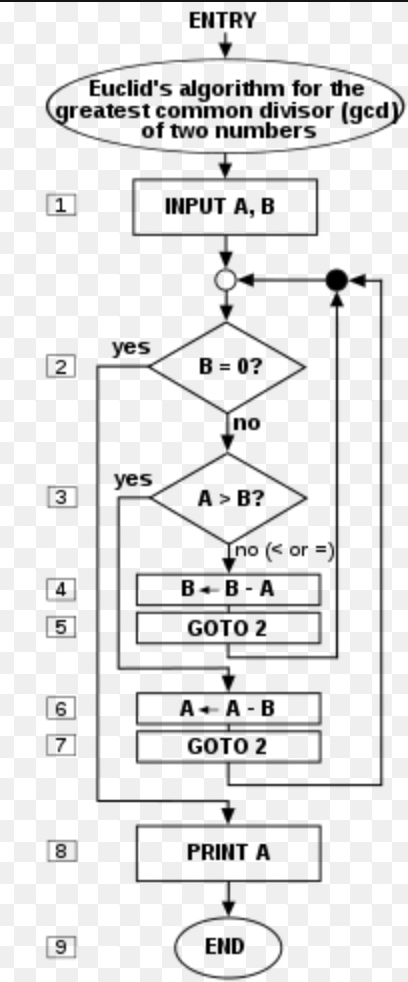 ENTRY
Euclid's algorithm for the
greatest common divisor (gcd)
of two numbers
1
INPUT A, B
yes
2
B = 0?
no
yes
3
A > B?
no (< or =)
4
B ← B - A
5
GOTO 2
6
A ← A - B
7
GOTO 2
8
PRINT A
9
END